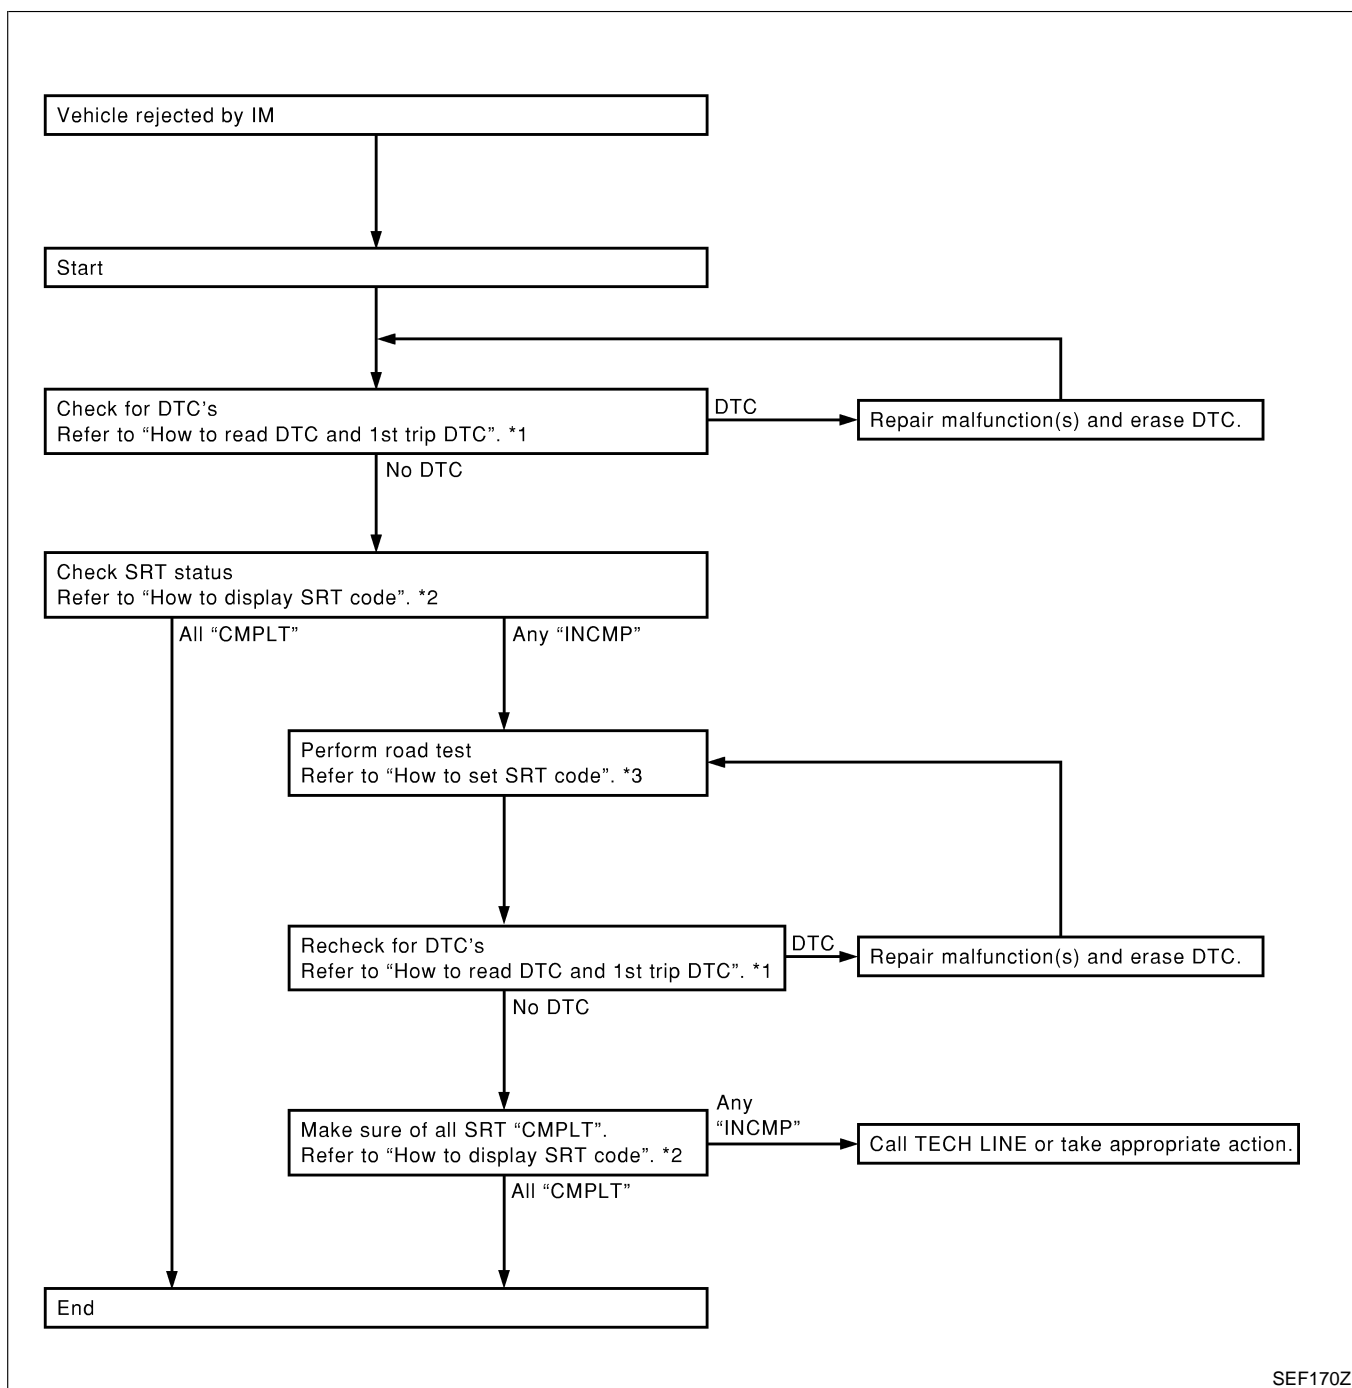 Vehicle rejected by IM
Start
Check for DTC's
Refer to “How to read DTC and 1st trip DTC”. *1
DTC
Repair malfunction(s) and erase DTC.
No DTC
Check SRT status
Refer to “How to display SRT code”. *2
All “CMPLT”
Any “INCMP”
Perform road test
Refer to “How to set SRT code”. *3
Recheck for DTC's
Refer to “How to read DTC and 1st trip DTC”. *1
DTC
Repair malfunction(s) and erase DTC.
No DTC
Make sure of all SRT “CMPLT”.
Refer to “How to display SRT code”. *2
Any
“INCMP”
Call TECH LINE or take appropriate action.
All “CMPLT”
End
SEF170Z